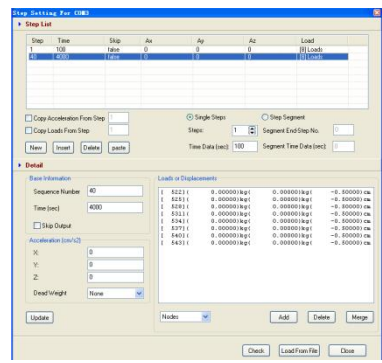 Step Setting For COM3
Step List
Step Time Skip Ax Ay Az Load
1 100 false 0 0 0 [8] Loads
40 4000 false 0 0 0 [8] Loads
Copy Acceleration From Step 1
Single Steps
Step Segment
Copy Loads From Step 1
Steps: 1
Segment End Step No. 0
New Insert Delete paste
Time Data (sec) 100
Segment Time Data (sec) 0
Detail
Base Information
Loads or Displacements
Sequence Number 40
Time (sec) 4000
Skip Output
[ 522] ( 0.00000)kg( 0.00000)kg( -0.50000)cm
[ 525] ( 0.00000)kg( 0.00000)kg( -0.50000)cm
[ 528] ( 0.00000)kg( 0.00000)kg( -0.50000)cm
[ 531] ( 0.00000)kg( 0.00000)kg( -0.50000)cm
[ 534] ( 0.00000)kg( 0.00000)kg( -0.50000)cm
[ 537] ( 0.00000)kg( 0.00000)kg( -0.50000)cm
[ 540] ( 0.00000)kg( 0.00000)kg( -0.50000)cm
[ 543] ( 0.00000)kg( 0.00000)kg( -0.50000)cm
Acceleration (cm/s2)
X: 0
Y: 0
Z: 0
Dead Weight None
Update
Nodes
Add Delete Merge
Check Load From File Close